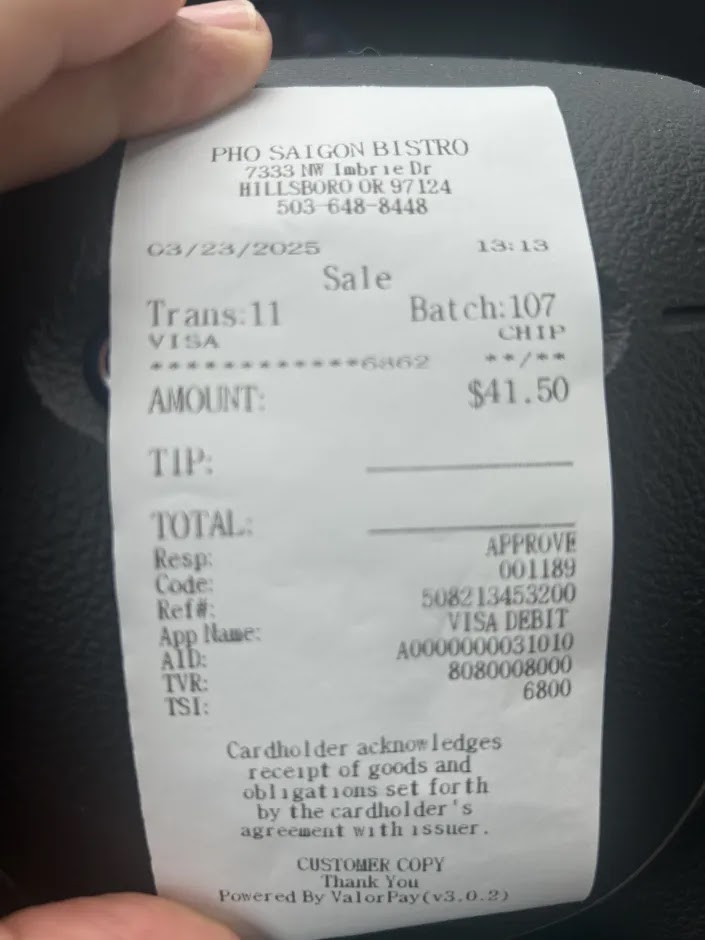 PHO SAIGON BISTRO
7333 NW Imbrie Dr
HILLSBORO OR 97124
503-648-8448
03/23/2025 13:13
Sale
Trans:11 Batch:107
VISA CHIP
************6862 **/**
AMOUNT: $41.50
TIP:
TOTAL:
Resp: APPROVE
Code: 001189
Ref#: 508213453200
App Name: VISA DEBIT
AID: A0000000031010
TVR: 8080008000
TSI: 6800
Cardholder acknowledges
receipt of goods and
obligations set forth
by the cardholder's
agreement with issuer.
CUSTOMER COPY
Thank You
Powered By ValorPay(v3.0.2)